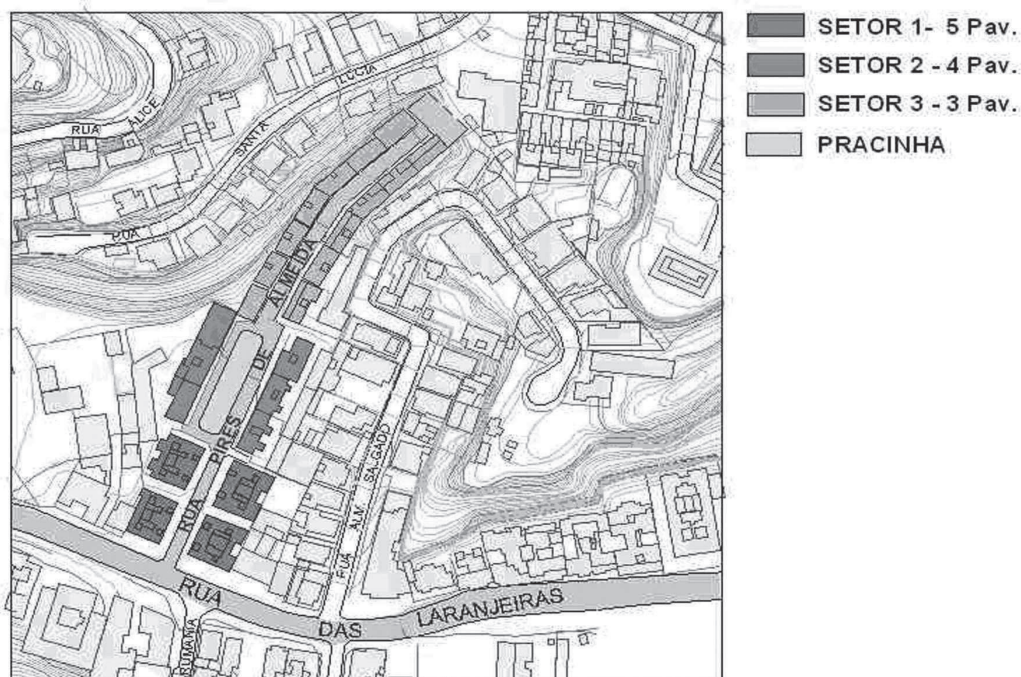 SETOR 1- 5 Pav.
SETOR 2 - 4 Pav.
SETOR 3 - 3 Pav.
PRACINHA
RUA ALICE
RUA SANTA LUCIA
RUA PIRES DE ALMEIDA
RUA ALM. SALGADO
RUA DAS LARANJEIRAS
RUMANIA